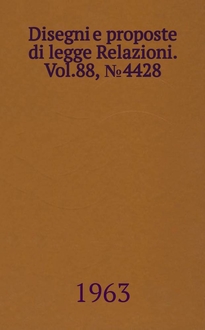 Disegni e proposte
di legge Relazioni.
Vol.88, №4428
1963